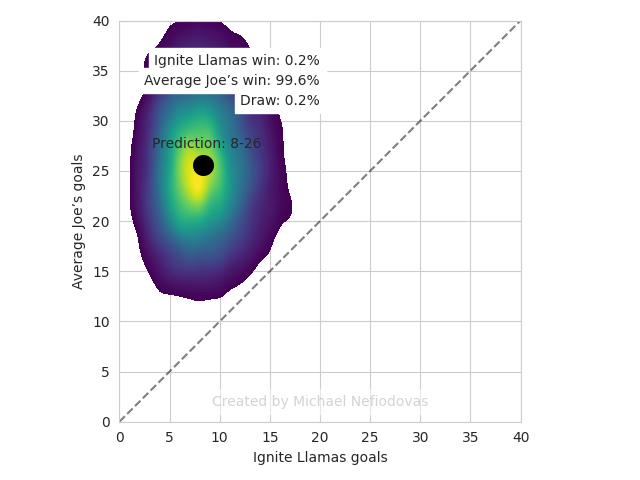 40
35
30
25
20
15
10
5
0
Average Joe’s goals
Ignite Llamas win: 0.2%
Average Joe’s win: 99.6%
Draw: 0.2%
Prediction: 8-26
Created by Michael Nefiodovas
0 5 10 15 20 25 30 35 40
Ignite Llamas goals